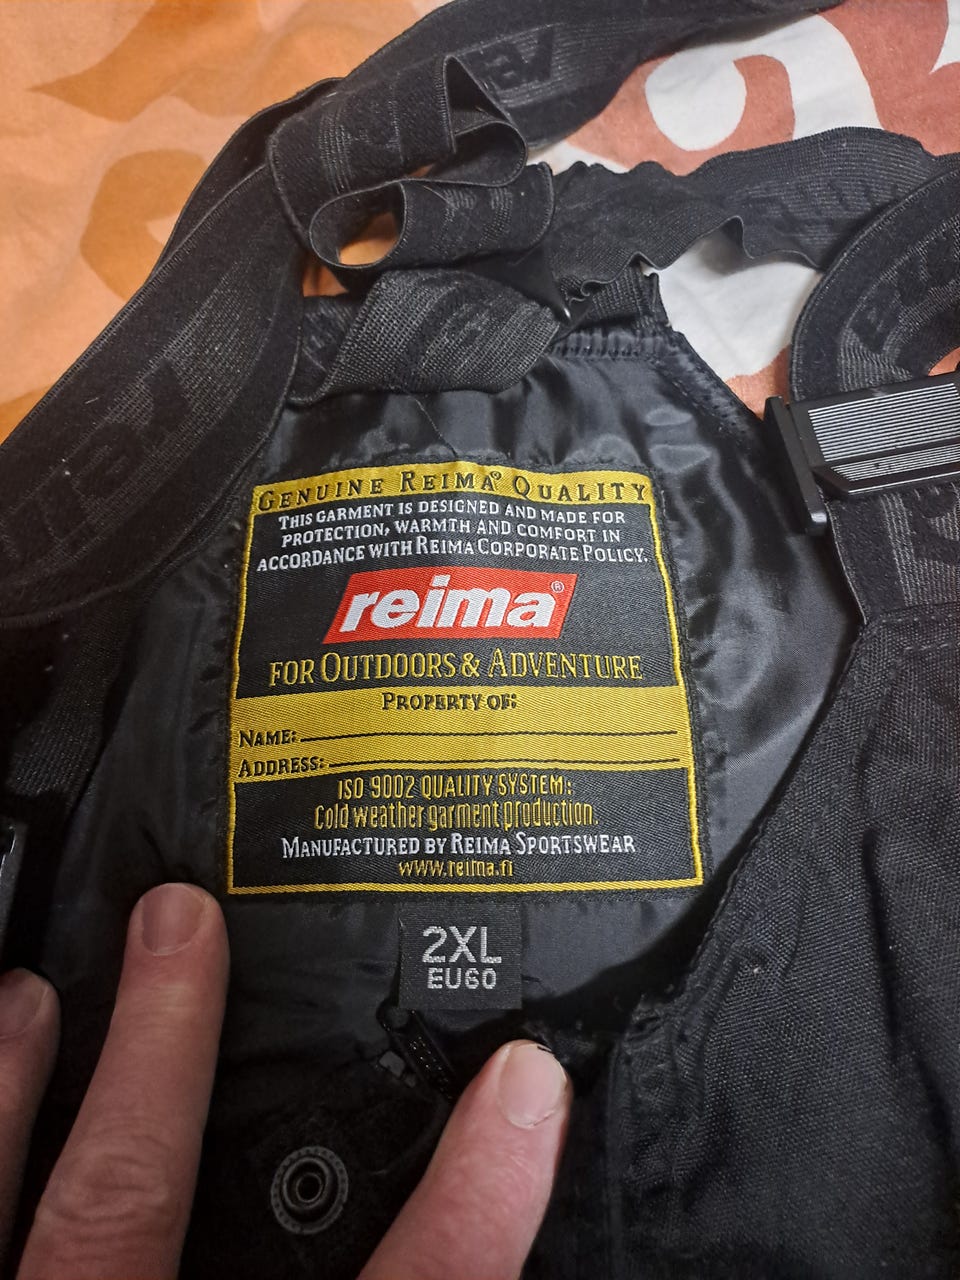 GENUINE REIMA® QUALITY
THIS GARMENT IS DESIGNED AND MADE FOR
PROTECTION, WARMTH AND COMFORT IN
ACCORDANCE WITH REIMA CORPORATE POLICY.
reima®
FOR OUTDOORS & ADVENTURE
PROPERTY OF:
NAME:
ADDRESS:
ISO 9002 QUALITY SYSTEM:
Cold weather garment production.
MANUFACTURED BY REIMA SPORTSWEAR
www.reima.fi
2XL
EU60